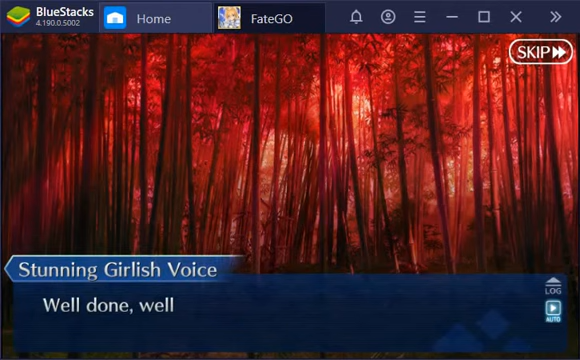 BlueStacks
4.190.0.5002
Home
FateGO
SKIP
Stunning Girlish Voice
Well done, well
LOG
AUTO